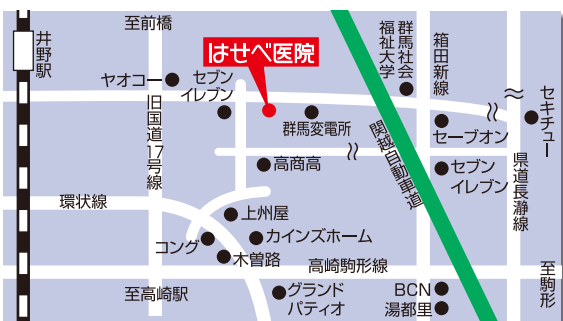 至前橋
井野駅
はせべ医院
群馬社会
福祉大学
箱田新線
ヤオコー
セブン
イレブン
セキチュー
旧国道17号線
群馬変電所
関越自動車道
セーブオン
高商高
セブン
イレブン
県道長瀞線
環状線
上州屋
コング
カインズホーム
木曽路
高崎駒形線
至駒形
至高崎駅
グランド
パティオ
BCN
湯都里